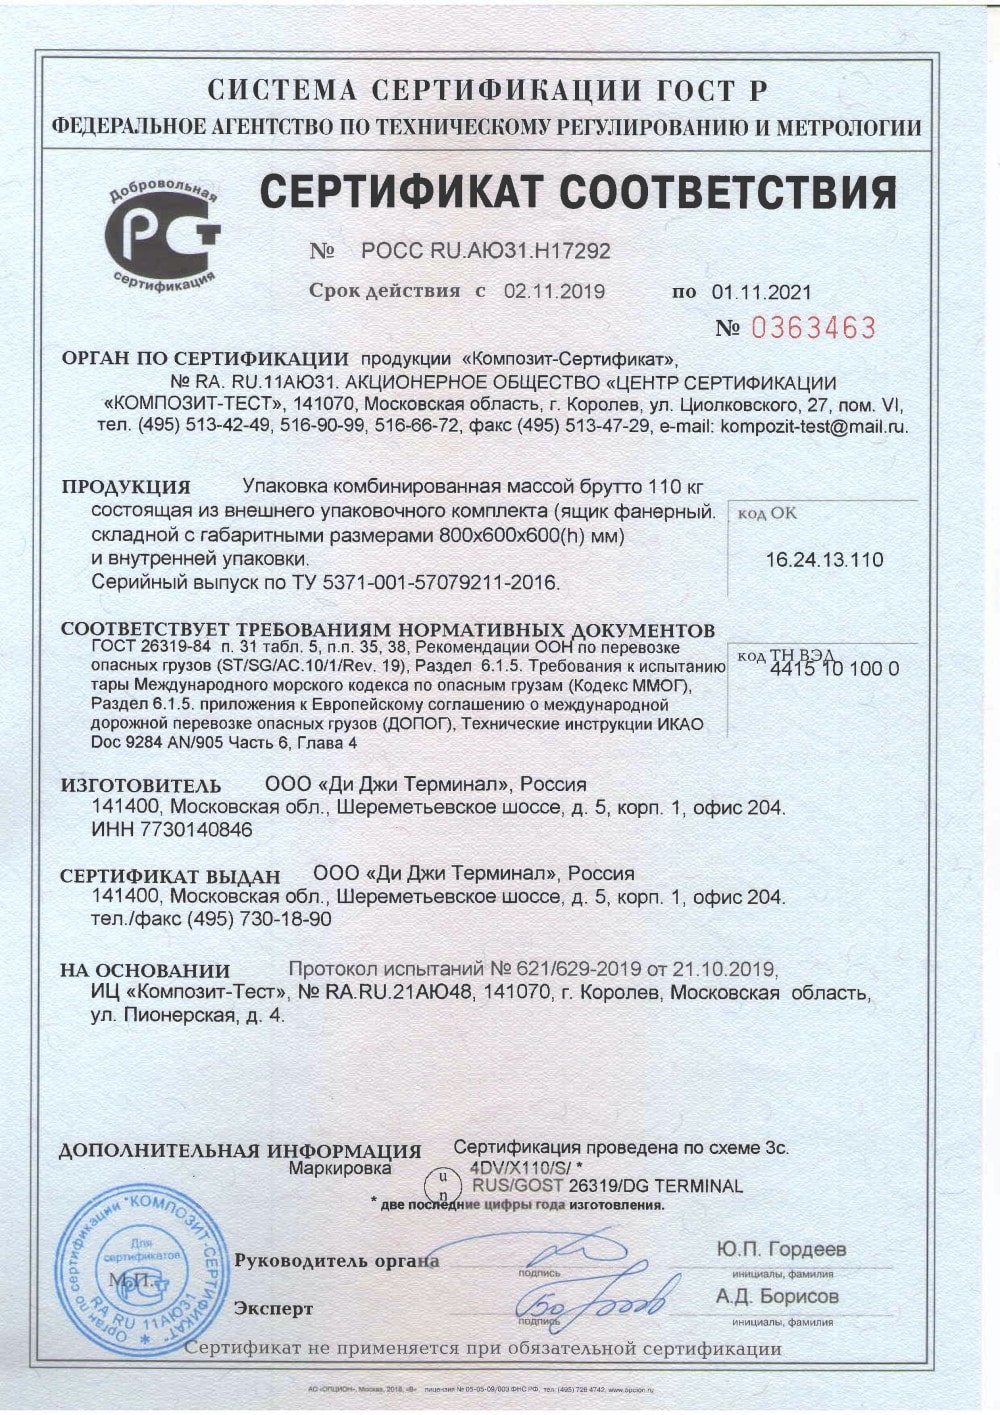 СИСТЕМА СЕРТИФИКАЦИИ ГОСТ Р
ФЕДЕРАЛЬНОЕ АГЕНТСТВО ПО ТЕХНИЧЕСКОМУ РЕГУЛИРОВАНИЮ И МЕТРОЛОГИИ
Добровольная
РСТ
сертификация
СЕРТИФИКАТ СООТВЕТСТВИЯ
№ РОСС RU.АЮ31.Н17292
Срок действия с 02.11.2019 по 01.11.2021
№ 0363463
ОРГАН ПО СЕРТИФИКАЦИИ продукции «Композит-Сертификат»,
№ RA. RU.11АЮ31. АКЦИОНЕРНОЕ ОБЩЕСТВО «ЦЕНТР СЕРТИФИКАЦИИ
«КОМПОЗИТ-ТЕСТ», 141070, Московская область, г. Королев, ул. Циолковского, 27, пом. VI,
тел. (495) 513-42-49, 516-90-99, 516-66-72, факс (495) 513-47-29, e-mail: kompozit-test@mail.ru.
ПРОДУКЦИЯ Упаковка комбинированная массой брутто 110 кг
состоящая из внешнего упаковочного комплекта (ящик фанерный.
складной с габаритными размерами 800х600х600(h) мм)
и внутренней упаковки.
Серийный выпуск по ТУ 5371-001-57079211-2016.
код ОК
16.24.13.110
СООТВЕТСТВУЕТ ТРЕБОВАНИЯМ НОРМАТИВНЫХ ДОКУМЕНТОВ
ГОСТ 26319-84 п. 31 табл. 5, п.п. 35, 38, Рекомендации ООН по перевозке
опасных грузов (ST/SG/AC.10/1/Rev. 19), Раздел 6.1.5. Требования к испытанию
тары Международного морского кодекса по опасным грузам (Кодекс ММОГ),
Раздел 6.1.5. приложения к Европейскому соглашению о международной
дорожной перевозке опасных грузов (ДОПОГ), Технические инструкции ИКАО
Doc 9284 AN/905 Часть 6, Глава 4
код ТН ВЭД
4415 10 100 0
ИЗГОТОВИТЕЛЬ ООО «Ди Джи Терминал», Россия
141400, Московская обл., Шереметьевское шоссе, д. 5, корп. 1, офис 204.
ИНН 7730140846
СЕРТИФИКАТ ВЫДАН ООО «Ди Джи Терминал», Россия
141400, Московская обл., Шереметьевское шоссе, д. 5, корп. 1, офис 204.
тел./факс (495) 730-18-90
НА ОСНОВАНИИ Протокол испытаний № 621/629-2019 от 21.10.2019,
ИЦ «Композит-Тест», № RA.RU.21АЮ48, 141070, г. Королев, Московская область,
ул. Пионерская, д. 4.
ДОПОЛНИТЕЛЬНАЯ ИНФОРМАЦИЯ Сертификация проведена по схеме 3с.
Маркировка u n 4DV/X110/S/ *
RUS/GOST 26319/DG TERMINAL
* две последние цифры года изготовления.
Орган по сертификации "КОМПОЗИТ-СЕРТИФИКАТ"
Для
сертификатов
М.П.
РСТ
RA.RU 11АЮ31
Руководитель органа
подпись
Ю.П. Гордеев
инициалы, фамилия
Эксперт
подпись
А.Д. Борисов
инициалы, фамилия
Сертификат не применяется при обязательной сертификации
АО «ОПЦИОН», Москва, 2018, «В» лицензия № 05-05-09/003 ФНС РФ, тел. (495) 726 4742, www.opcion.ru